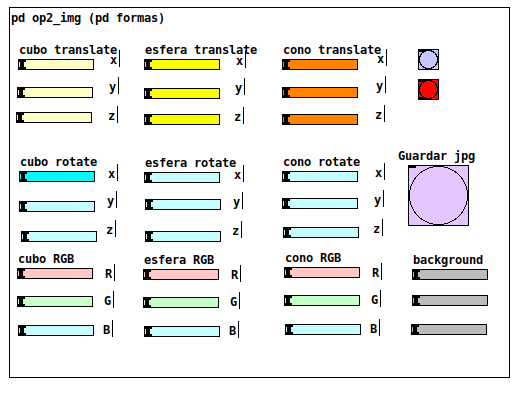 pd op2_img (pd formas)
cubo translate esfera translate cono translate
x x x
y y y
z z z
cubo rotate esfera rotate cono rotate Guardar jpg
x x x
y y y
z z z
cubo RGB esfera RGB cono RGB background
R R R
G G G
B B B